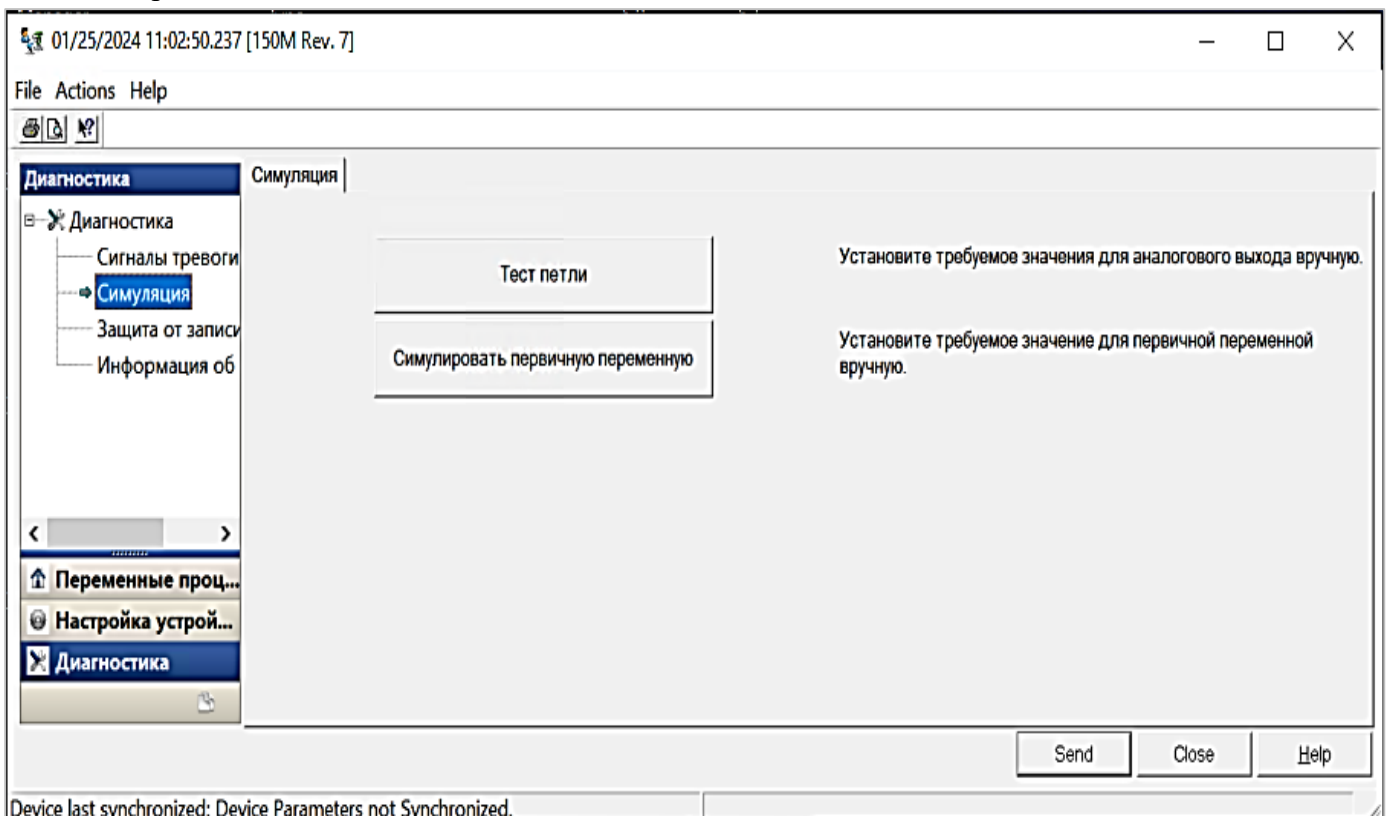 01/25/2024 11:02:50.237 [150M Rev. 7]
File Actions Help
Диагностика
Симуляция
Диагностика
Сигналы тревоги
Симуляция
Защита от записи
Информация об
Тест петли
Установите требуемое значения для аналогового выхода вручную.
Симулировать первичную переменную
Установите требуемое значение для первичной переменной
вручную.
Переменные проц...
Настройка устрой...
Диагностика
Send Close Help
Device last synchronized: Device Parameters not Synchronized.